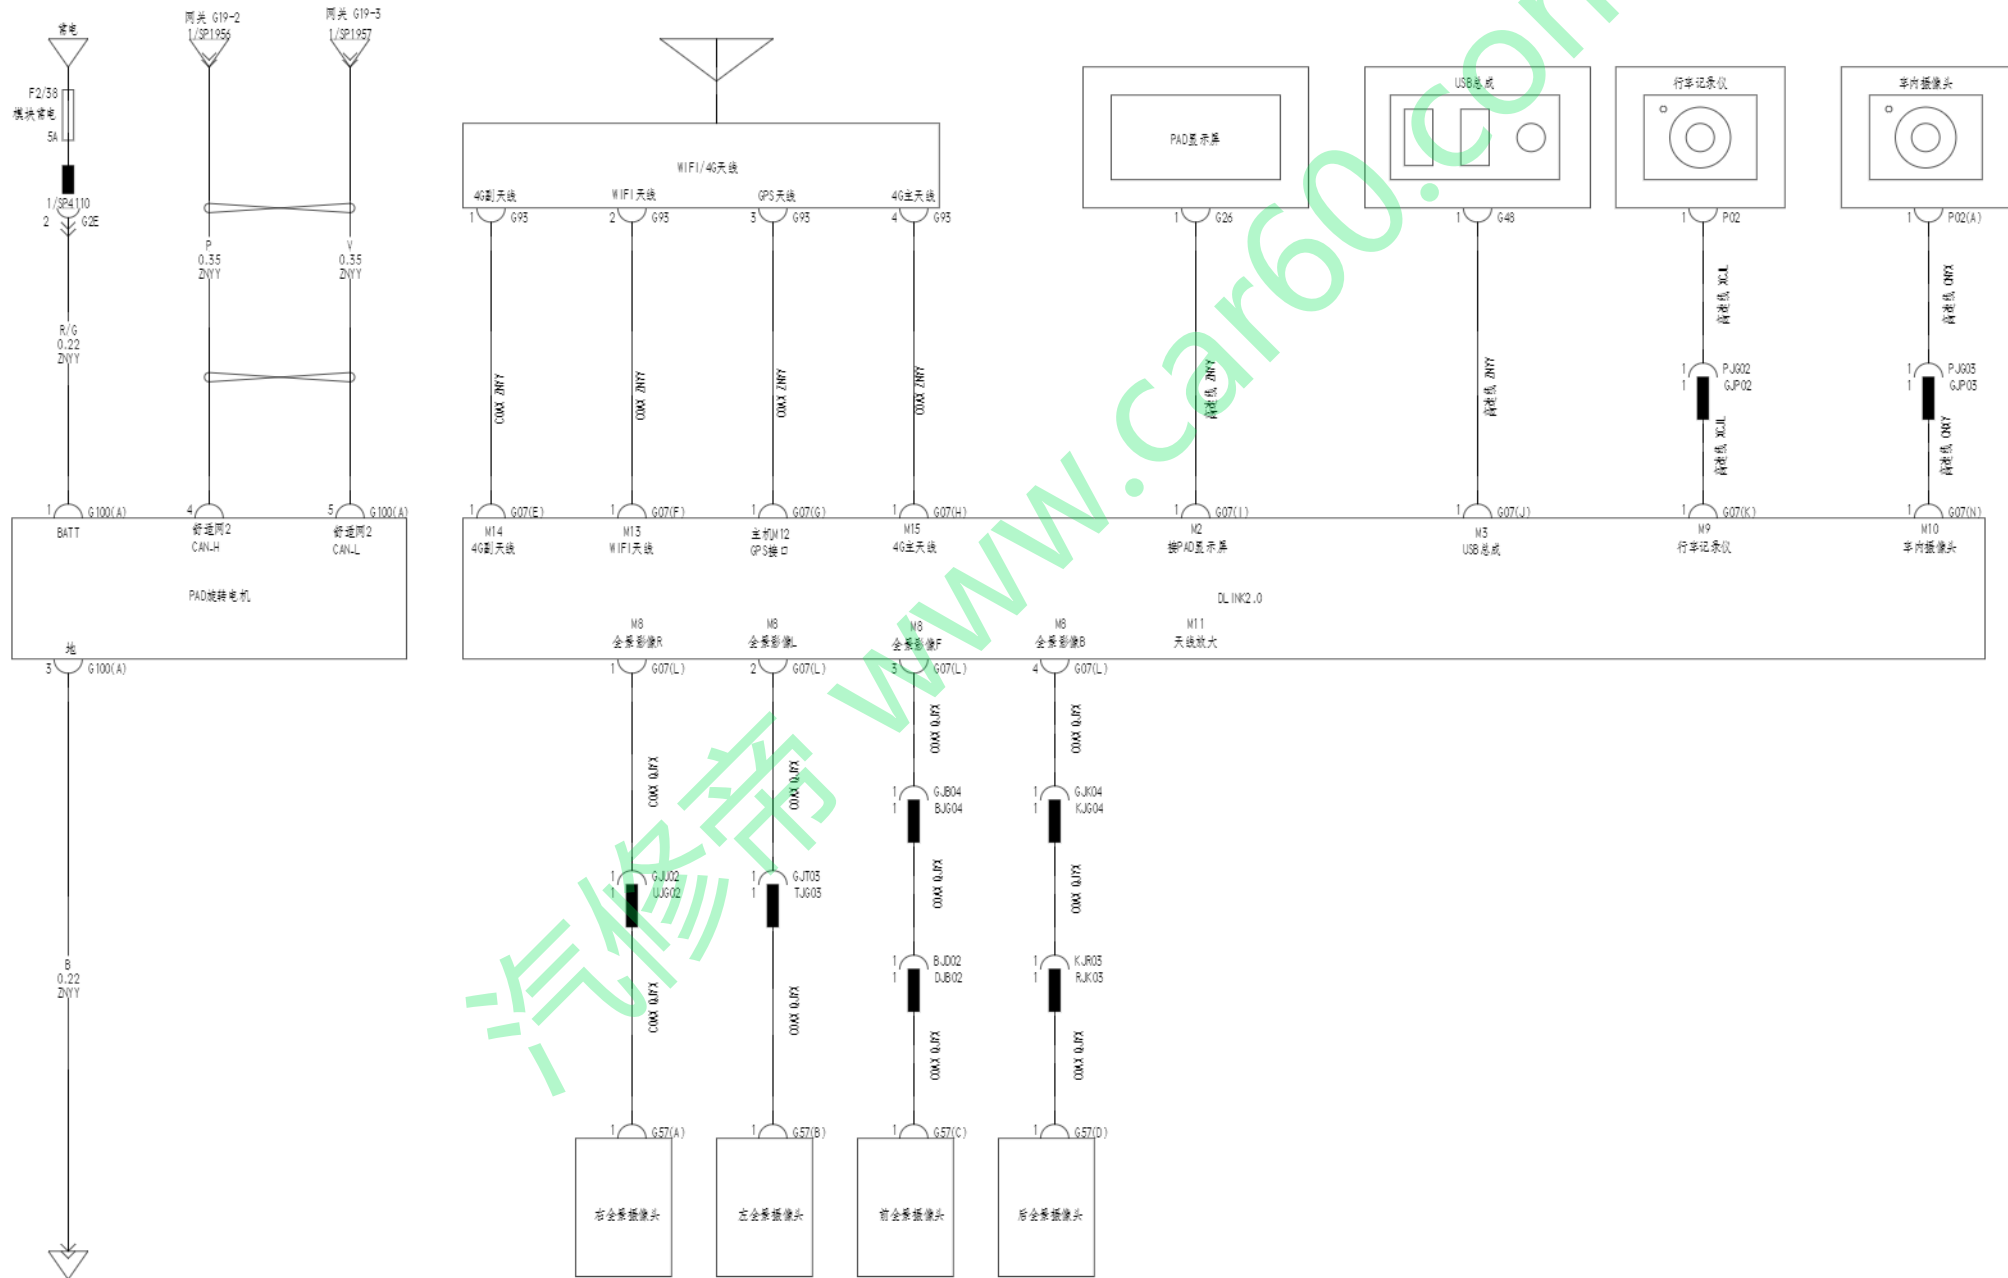 常电
网关 G19-2
1/SP1956
网关 G19-3
1/SP1957
F2/38
模块常电
5A
1/SP4110
2 G2E
P
0.35
ZNYY
V
0.35
ZNYY
R/G
0.22
ZNYY
WIFI/4G天线
4G副天线
WIFI天线
GPS天线
4G主天线
1 G95
2 G95
3 G95
4 G95
COAX ZNYY
COAX ZNYY
COAX ZNYY
COAX ZNYY
PAD显示屏
1 G26
高速线 ZNYY
USB总成
1 G48
高速线 ZNYY
行车记录仪
1 P02
高速线 XCJL
1 PJG02
1 GJP02
高速线 XCJL
车内摄像头
1 P02(A)
高速线 CNYX
1 PJG03
1 GJP03
高速线 CNXY
1 G100(A)
4
5 G100(A)
BATT
舒适网2
CAN-H
舒适网2
CAN-L
PAD旋转电机
地
3 G100(A)
B
0.22
ZNYY
1 G07(E)
1 G07(F)
1 G07(G)
1 G07(H)
1 G07(I)
1 G07(J)
1 G07(K)
1 G07(N)
M14
4G副天线
M13
WIFI天线
主机M12
GPS接口
M15
4G主天线
M2
接PAD显示屏
M3
USB总成
M9
行车记录仪
M10
车内摄像头
DLINK2.0
M8
全景影像R
M8
全景影像L
M8
全景影像F
M8
全景影像B
M11
天线放大
1 G07(L)
2 G07(L)
3 G07(L)
4 G07(L)
COAX QJYX
COAX QJYX
COAX QJYX
COAX QJYX
1 GJB04
1 BJG04
1 GJK04
1 KJG04
1 GJU02
1 UJG02
1 GJT03
1 TJG03
COAX QJYX
COAX QJYX
1 BJD02
1 DJB02
1 KJR03
1 RJK03
COAX QJYX
COAX QJYX
COAX QJYX
COAX QJYX
1 G57(A)
1 G57(B)
1 G57(C)
1 G57(D)
右全景摄像头
左全景摄像头
前全景摄像头
后全景摄像头
汽修帝 www.car60.com